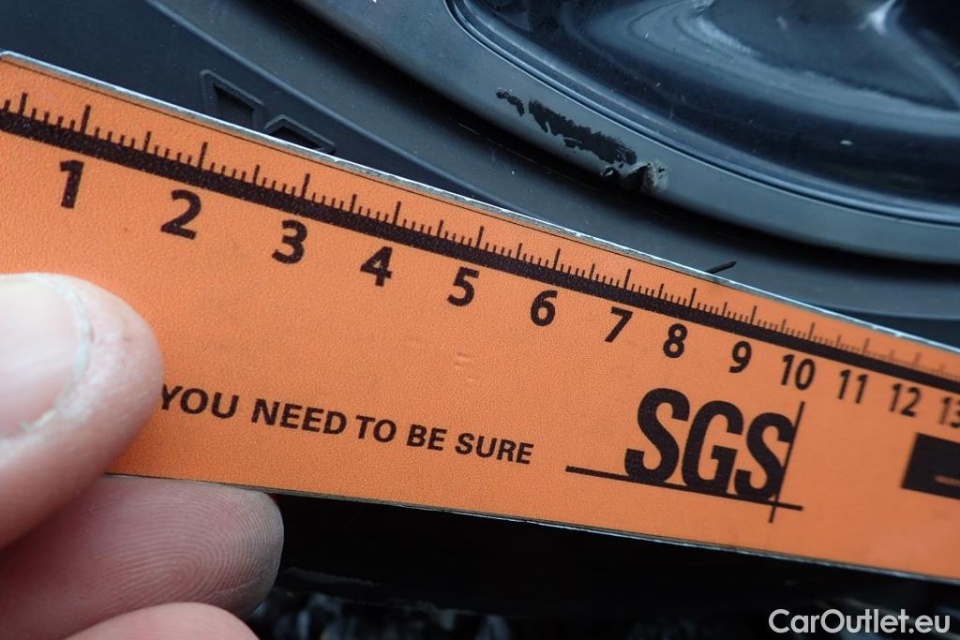 1 2 3 4 5 6 7 8 9 10 11 12 13
YOU NEED TO BE SURE
SGS
CarOutlet.eu